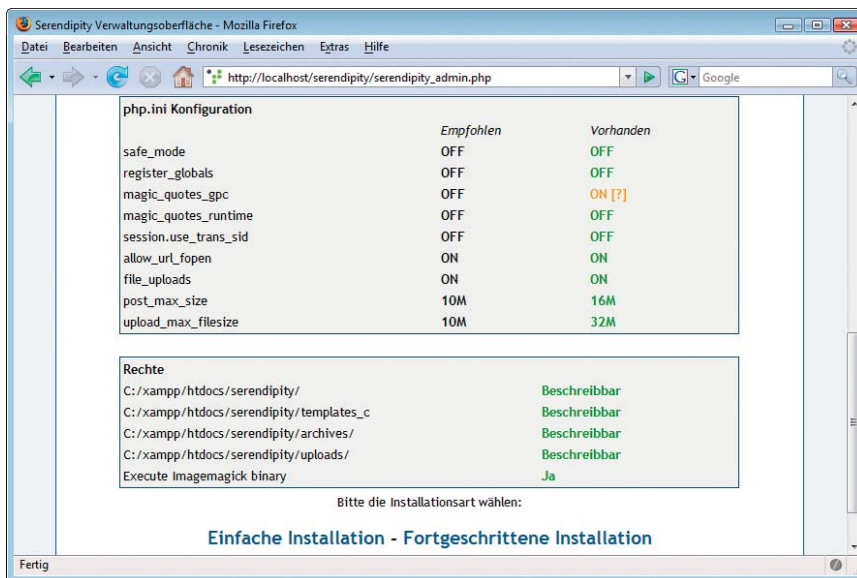 Serendipity Verwaltungsoberfläche - Mozilla Firefox
Datei Bearbeiten Ansicht Chronik Lesezeichen Extras Hilfe
http://localhost/serendipity/serendipity_admin.php G Google
php.ini Konfiguration
Empfohlen Vorhanden
safe_mode OFF OFF
register_globals OFF OFF
magic_quotes_gpc OFF ON [?]
magic_quotes_runtime OFF OFF
session.use_trans_sid OFF OFF
allow_url_fopen ON ON
file_uploads ON ON
post_max_size 10M 16M
upload_max_filesize 10M 32M
Rechte
C:/xampp/htdocs/serendipity/ Beschreibbar
C:/xampp/htdocs/serendipity/templates_c Beschreibbar
C:/xampp/htdocs/serendipity/archives/ Beschreibbar
C:/xampp/htdocs/serendipity/uploads/ Beschreibbar
Execute Imagemagick binary Ja
Bitte die Installationsart wählen:
Einfache Installation - Fortgeschrittene Installation
Fertig